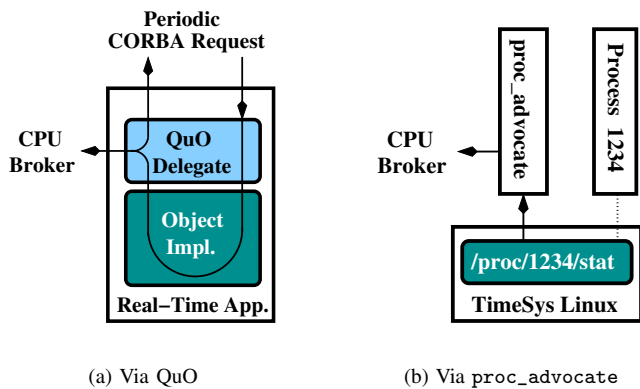 Periodic
CORBA Request
CPU
Broker
QuO
Delegate
Object
Impl.
Real−Time App.
(a) Via QuO
proc_advocate
Process 1234
CPU
Broker
/proc/1234/stat
TimeSys Linux
(b) Via proc_advocate